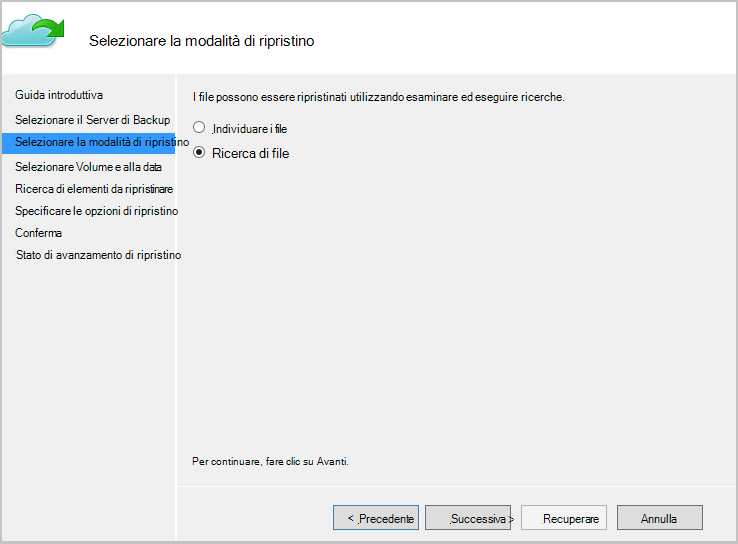 Selezionare la modalità di ripristino
Guida introduttiva
Selezionare il Server di Backup
Selezionare la modalità di ripristino
Selezionare Volume e alla data
Ricerca di elementi da ripristinare
Specificare le opzioni di ripristino
Conferma
Stato di avanzamento di ripristino
I file possono essere ripristinati utilizzando esaminare ed eseguire ricerche.
Individuare i file
Ricerca di file
Per continuare, fare clic su Avanti.
< Precedente
Successiva >
Recuperare
Annulla